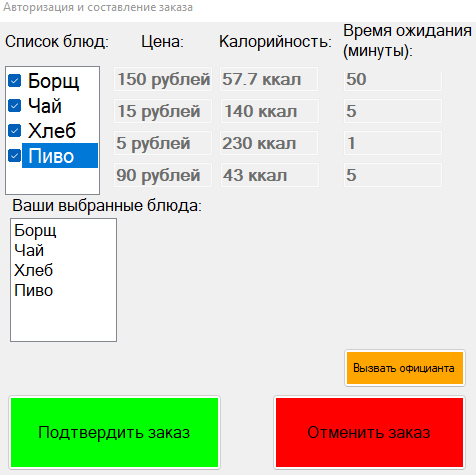 Авторизация и составление заказа
Список блюд: Цена: Калорийность: Время ожидания (минуты):
Борщ 150 рублей 57.7 ккал 50
Чай 15 рублей 140 ккал 5
Хлеб 5 рублей 230 ккал 1
Пиво 90 рублей 43 ккал 5
Ваши выбранные блюда:
Борщ
Чай
Хлеб
Пиво
Вызвать официанта
Подтвердить заказ Отменить заказ